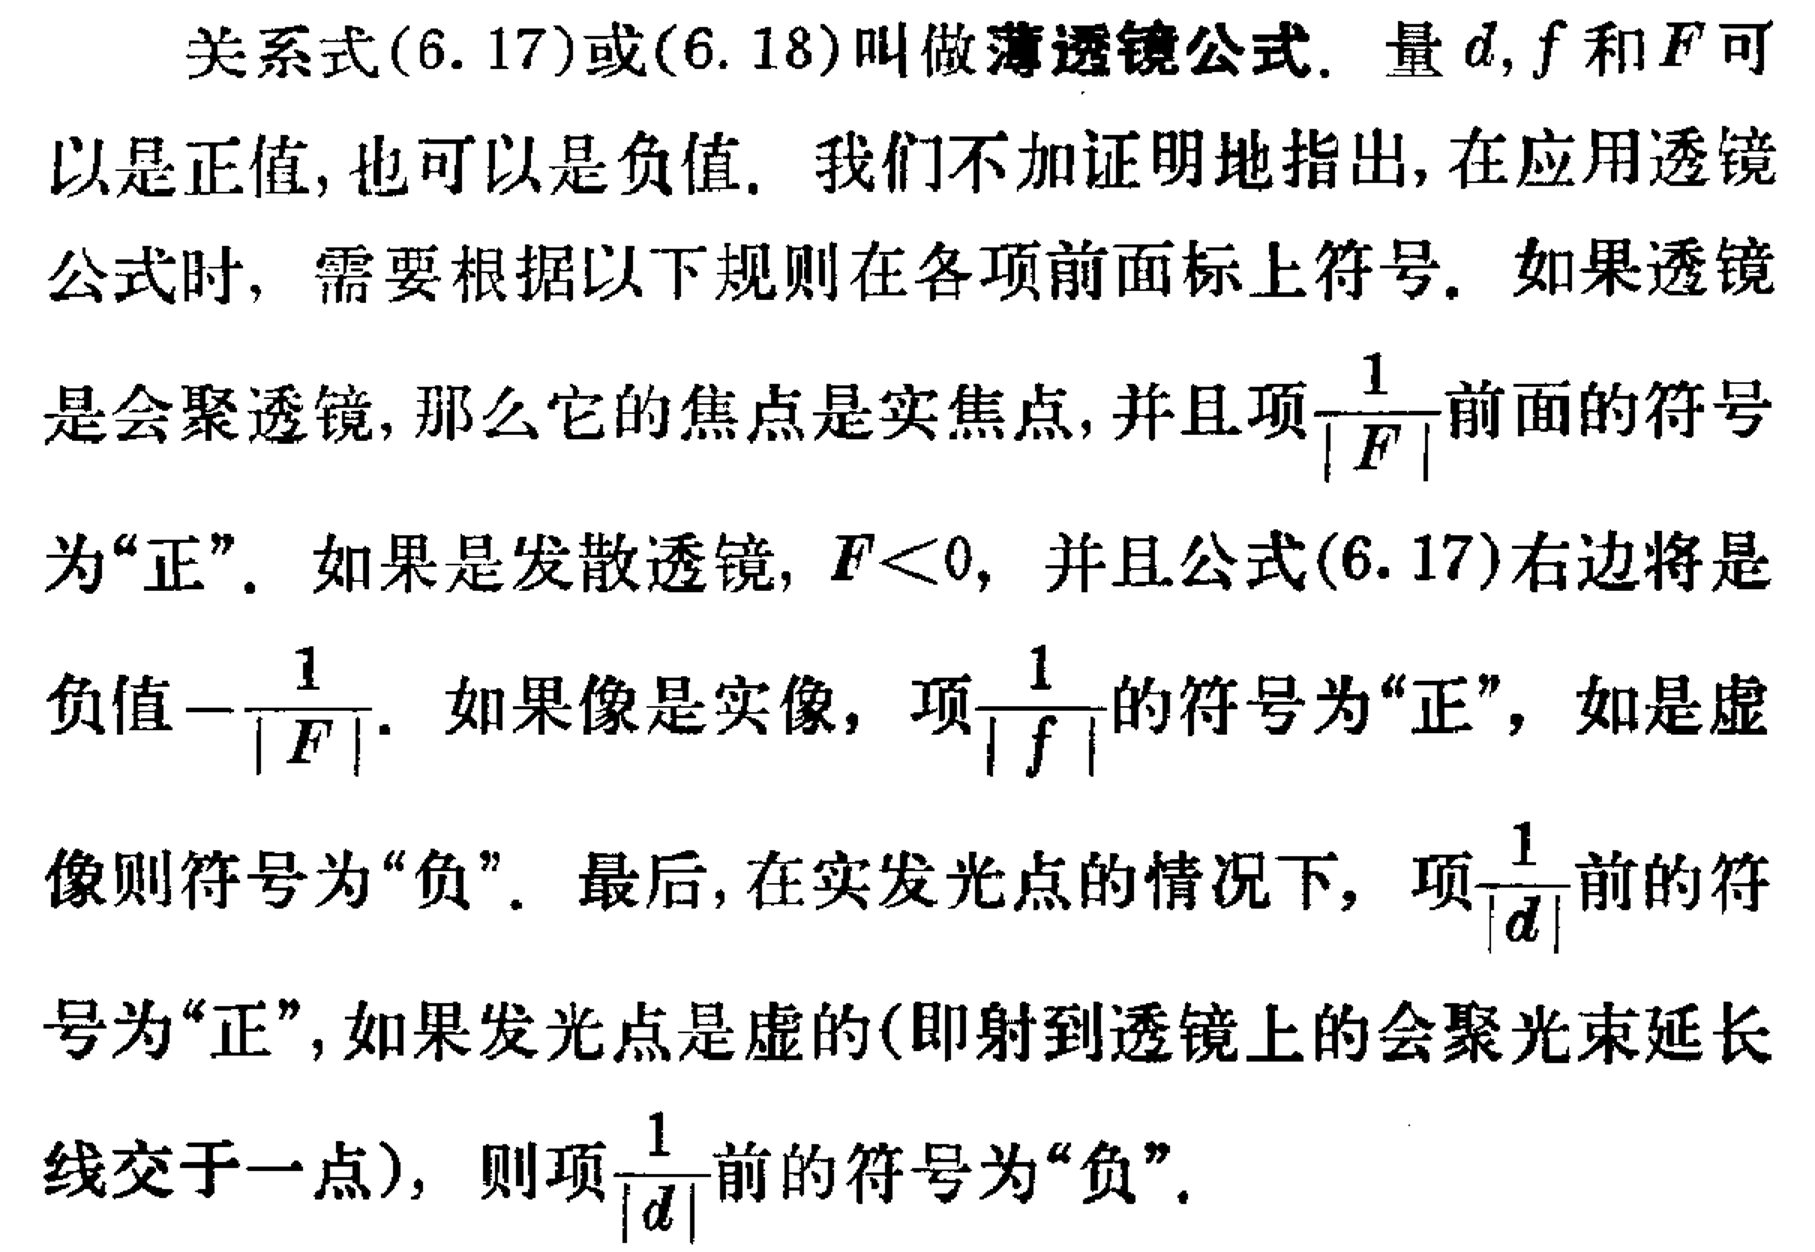 关系式(6.17)或(6.18)叫做薄透镜公式. 量 d, f 和 F 可
以是正值, 也可以是负值. 我们不加证明地指出, 在应用透镜
公式时, 需要根据以下规则在各项前面标上符号. 如果透镜
是会聚透镜, 那么它的焦点是实焦点, 并且项 1/|F| 前面的符号
为“正”. 如果是发散透镜, F<0, 并且公式(6.17)右边将是
负值 -1/|F|. 如果像是实像, 项 1/|f| 的符号为“正”, 如是虚
像则符号为“负”. 最后, 在实发光点的情况下, 项 1/|d| 前的符
号为“正”, 如果发光点是虚的(即射到透镜上的会聚光束延长
线交于一点), 则项 1/|d| 前的符号为“负”.